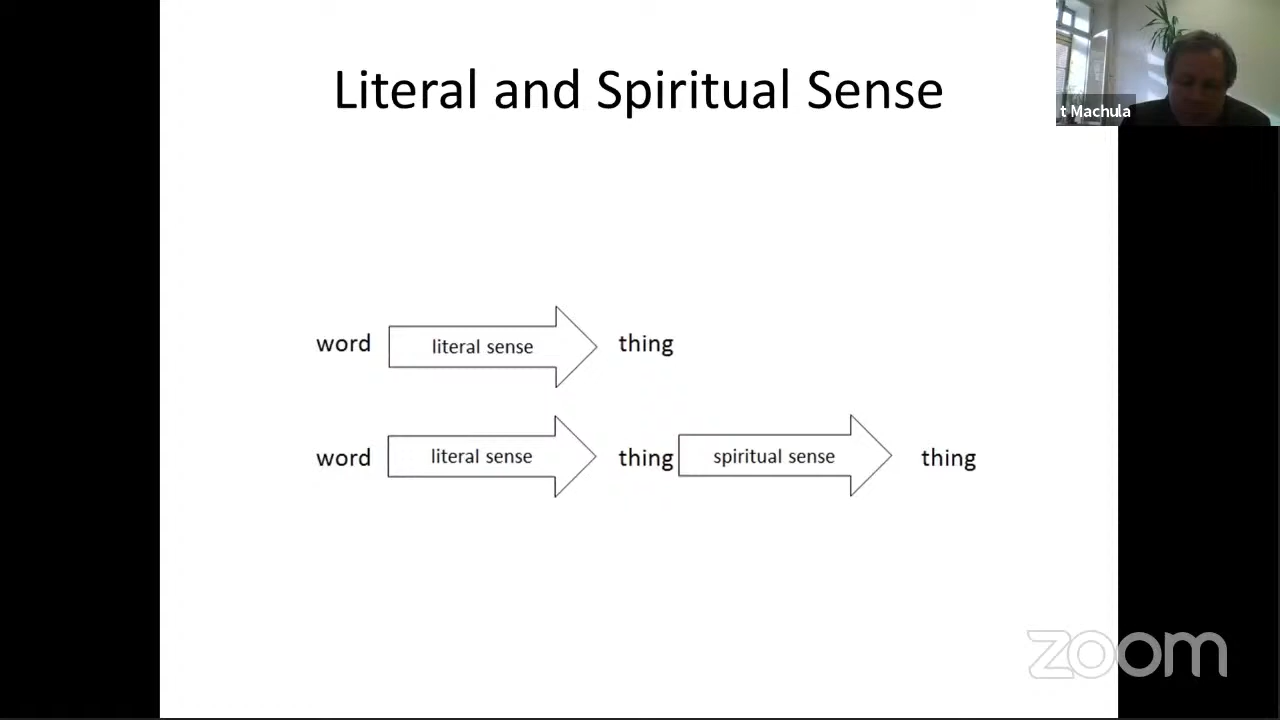 Literal and Spiritual Sense
t Machula
word literal sense thing
word literal sense thing spiritual sense thing
zoom